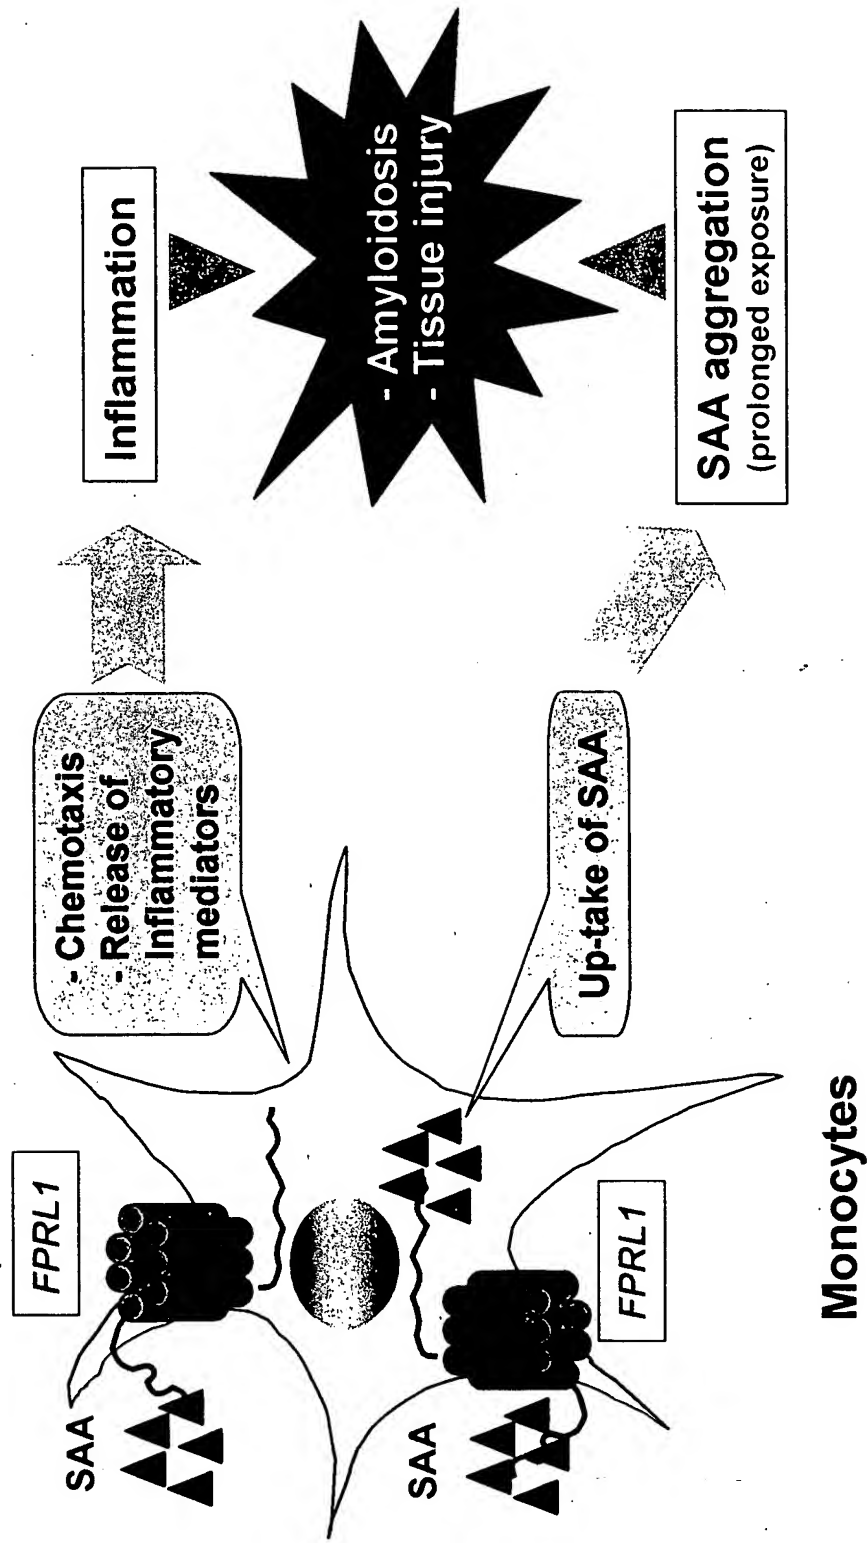 FPRL1
SAA
- Chemotaxis
- Release of
Inflammatory
mediators
Inflammation
- Amyloidosis
- Tissue injury
SAA
FPRL1
Up-take of SAA
SAA aggregation
(prolonged exposure)
Monocytes